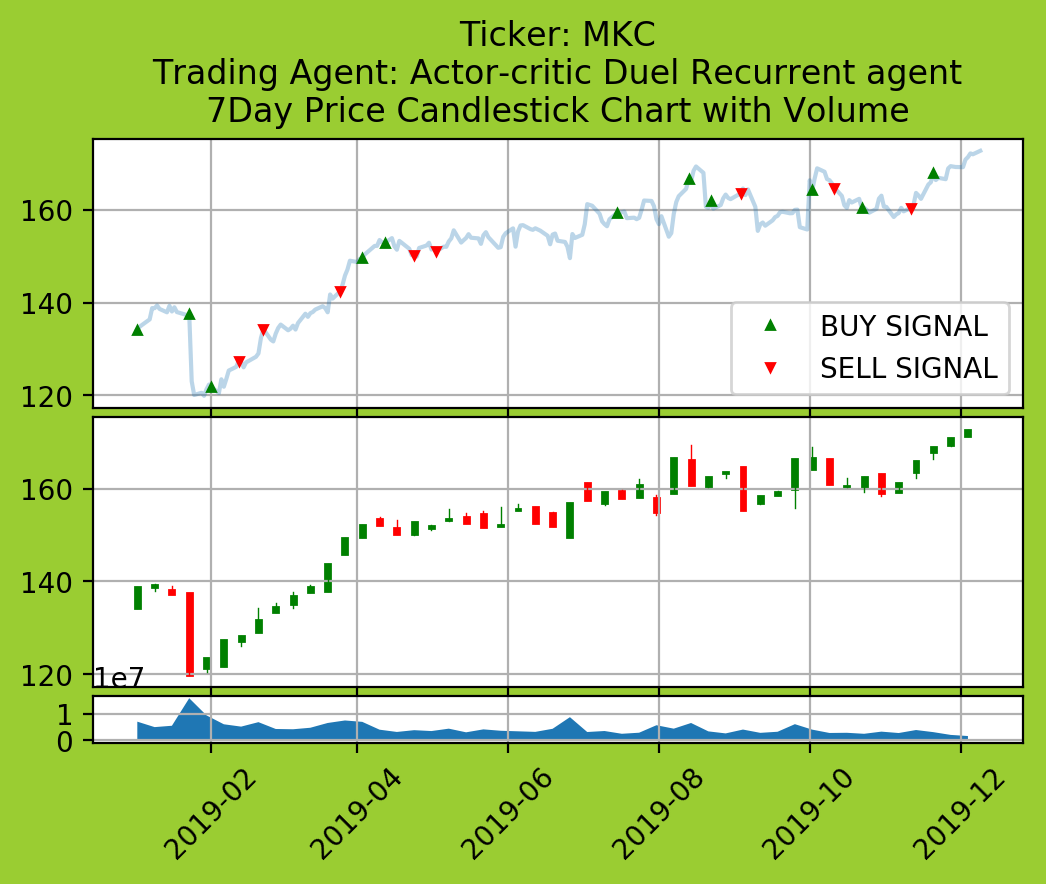 Ticker: MKC
Trading Agent: Actor-critic Duel Recurrent agent
7Day Price Candlestick Chart with Volume
160
140
120
BUY SIGNAL
SELL SIGNAL
160
140
120
1e7
1
0
2019-02
2019-04
2019-06
2019-08
2019-10
2019-12